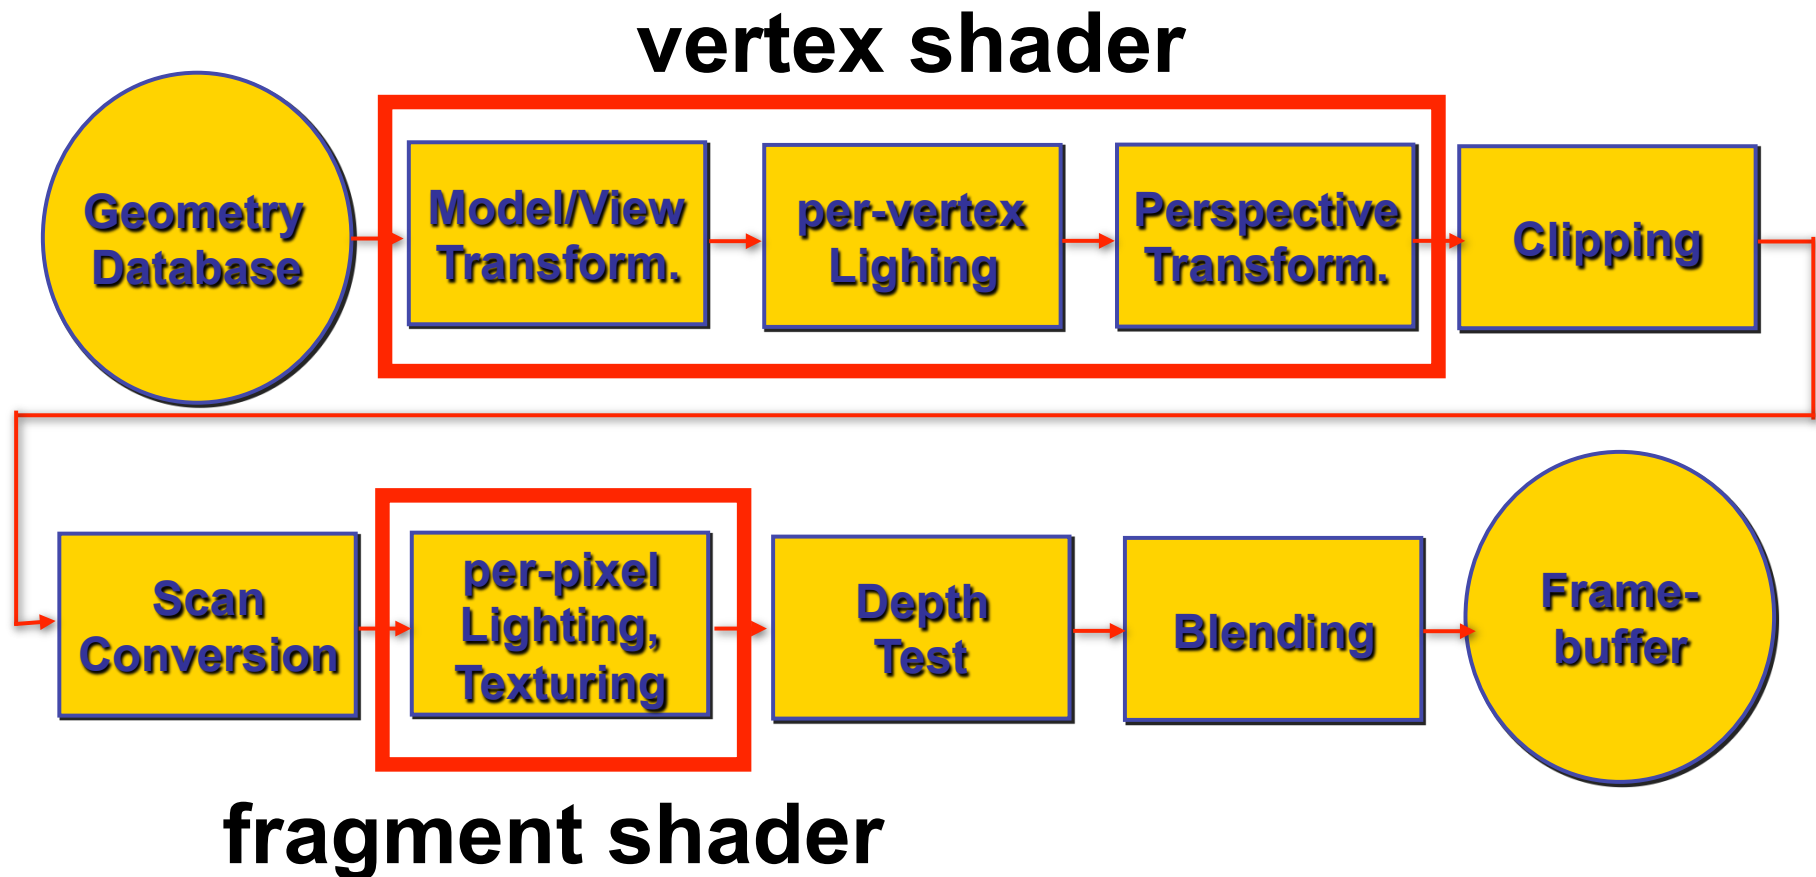 vertex shader
Geometry
Database
Model/View
Transform.
per-vertex
Lighing
Perspective
Transform.
Clipping
Scan
Conversion
per-pixel
Lighting,
Texturing
Depth
Test
Blending
Frame-
buffer
fragment shader